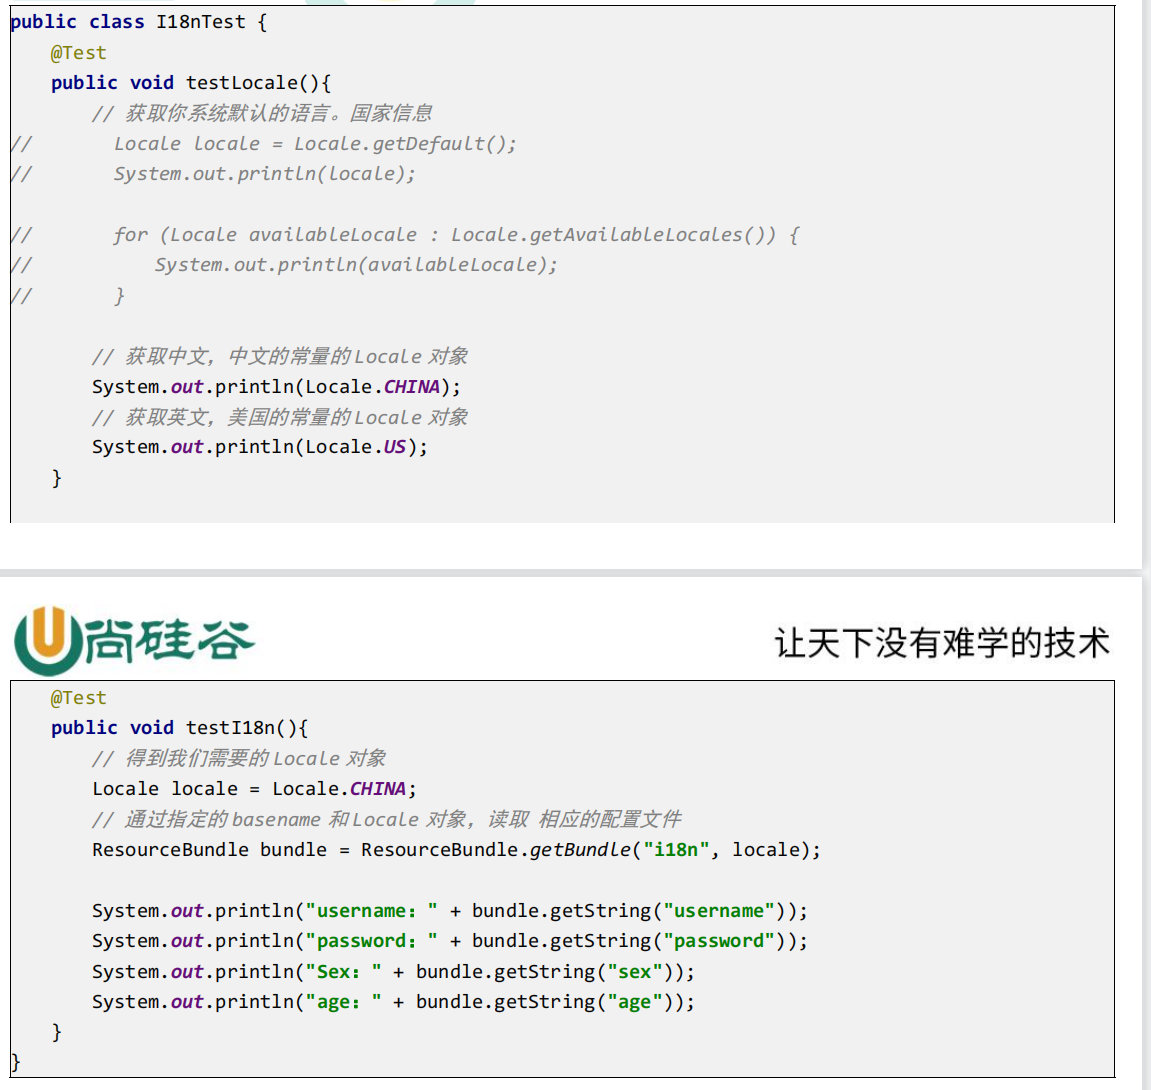 public class I18nTest {
    @Test
    public void testLocale(){
        // 获取你系统默认的语言。国家信息
//        Locale locale = Locale.getDefault();
//        System.out.println(locale);

//        for (Locale availableLocale : Locale.getAvailableLocales()) {
//            System.out.println(availableLocale);
//        }

        // 获取中文，中文的常量的 Locale 对象
        System.out.println(Locale.CHINA);
        // 获取英文，美国的常量的 Locale 对象
        System.out.println(Locale.US);
    }
尚硅谷
让天下没有难学的技术
    @Test
    public void testI18n(){
        // 得到我们需要的 Locale 对象
        Locale locale = Locale.CHINA;
        // 通过指定的 basename 和 Locale 对象，读取 相应的配置文件
        ResourceBundle bundle = ResourceBundle.getBundle("i18n", locale);

        System.out.println("username：" + bundle.getString("username"));
        System.out.println("password：" + bundle.getString("password"));
        System.out.println("Sex：" + bundle.getString("sex"));
        System.out.println("age：" + bundle.getString("age"));
    }
}